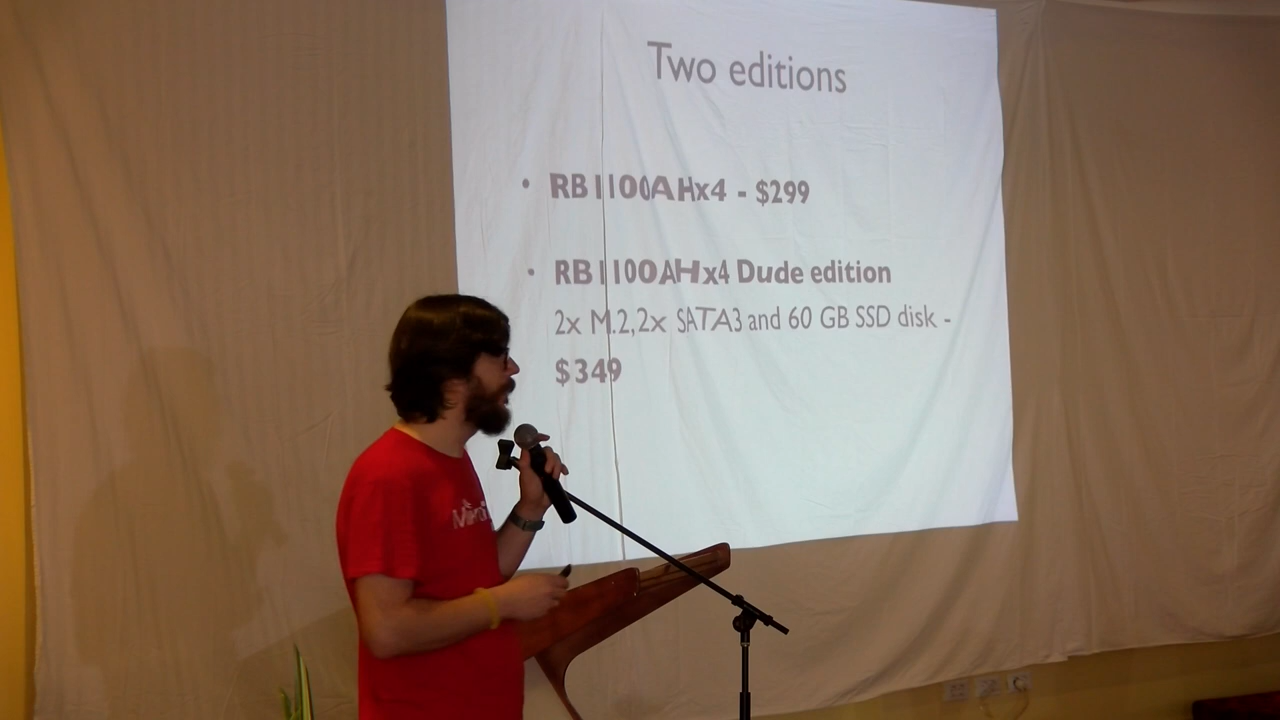 Two editions
• RB1100AHx4 - $299
• RB1100AHx4 Dude edition
2x M.2, 2x SATA3 and 60 GB SSD disk -
$349